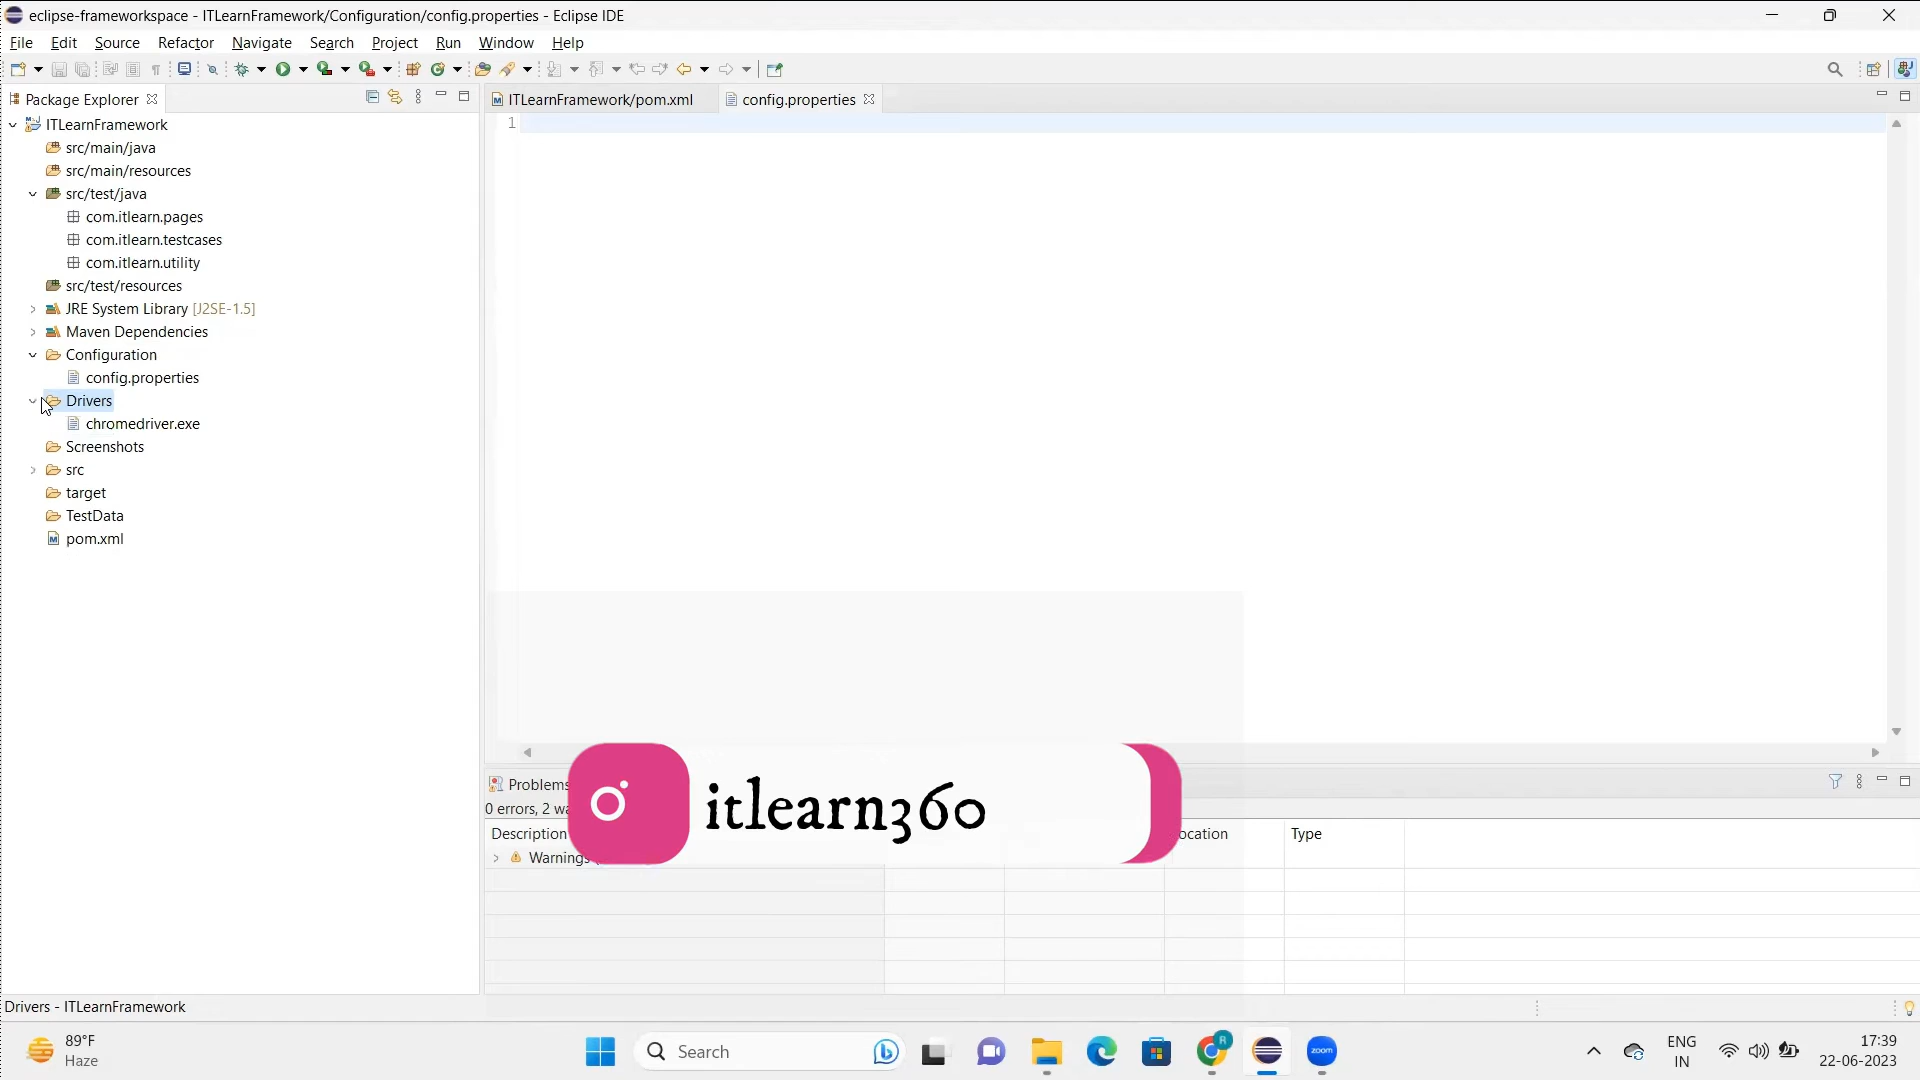 eclipse-frameworkspace - ITLearnFramework/Configuration/config.properties - Eclipse IDE
File Edit Source Refactor Navigate Search Project Run Window Help
Package Explorer
ITLearnFramework
src/main/java
src/main/resources
src/test/java
com.itlearn.pages
com.itlearn.testcases
com.itlearn.utility
src/test/resources
JRE System Library [J2SE-1.5]
Maven Dependencies
Configuration
config.properties
Drivers
chromedriver.exe
Screenshots
src
target
TestData
pom.xml
ITLearnFramework/pom.xml config.properties
1
Problems
0 errors, 2 wa
Description ocation Type
Warnings
itlearn360
Drivers - ITLearnFramework
89°F
Haze
Search
zoom
R
ENG
IN
17:39
22-06-2023